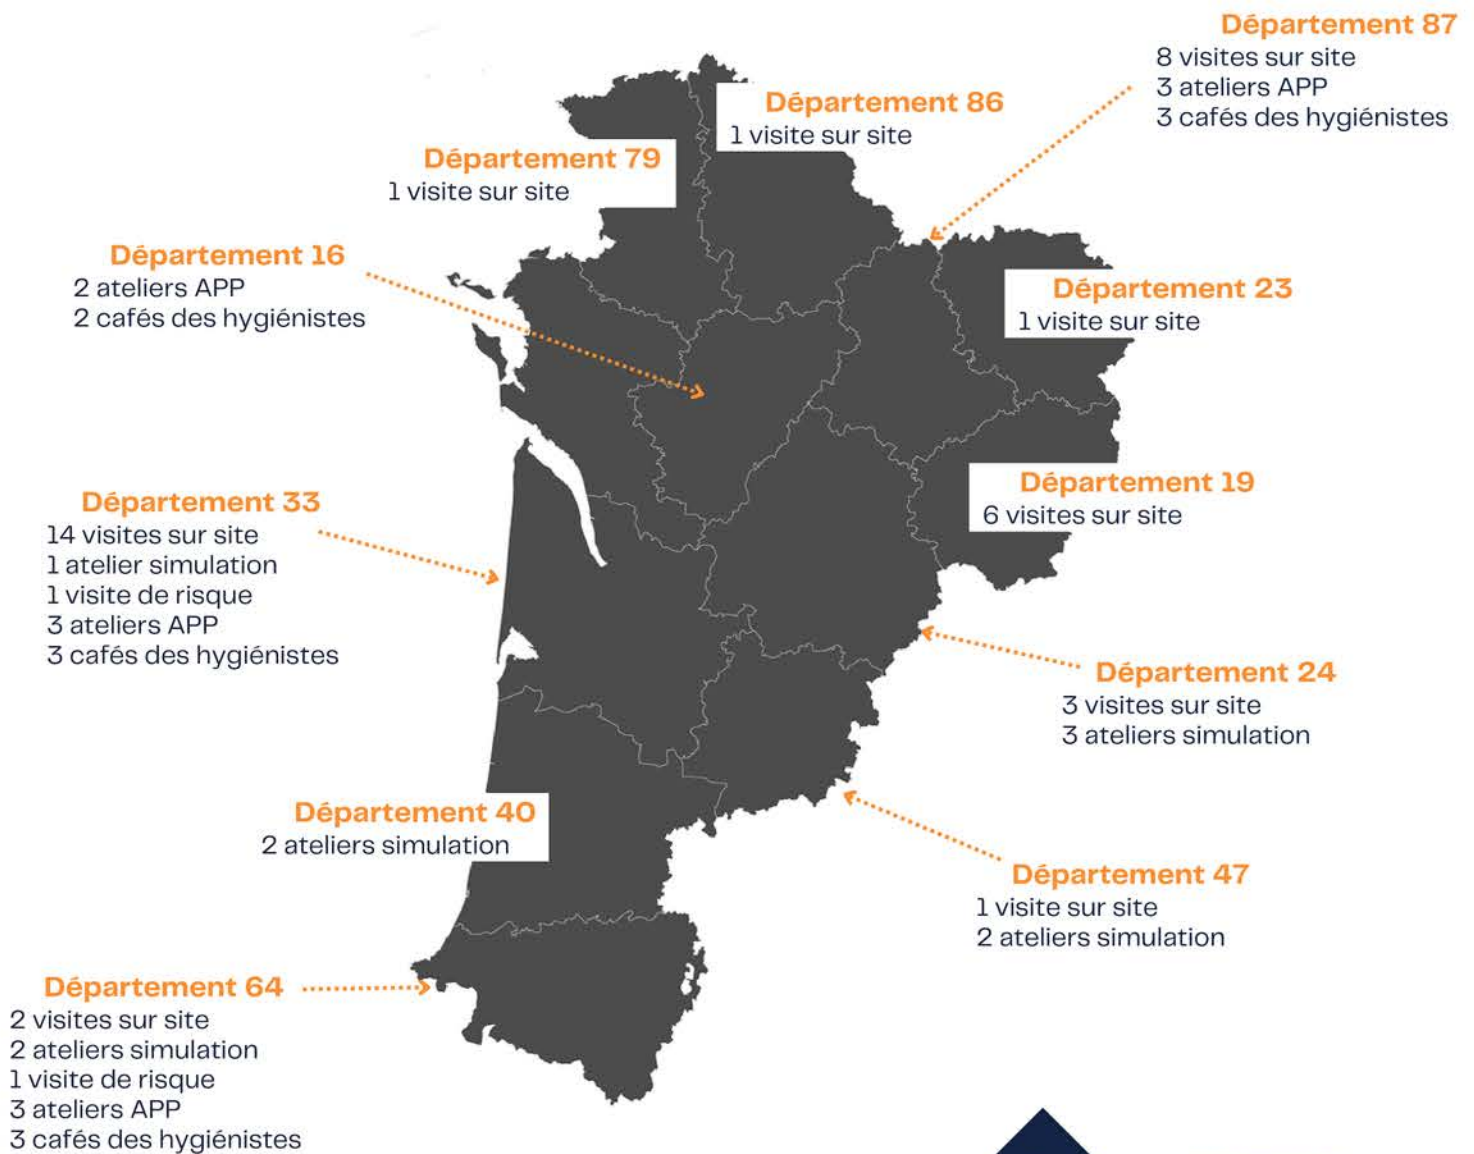 Département 87
8 visites sur site
3 ateliers APP
3 cafés des hygiénistes
Département 86
1 visite sur site
Département 79
1 visite sur site
Département 16
2 ateliers APP
2 cafés des hygiénistes
Département 23
1 visite sur site
Département 33
14 visites sur site
1 atelier simulation
1 visite de risque
3 ateliers APP
3 cafés des hygiénistes
Département 19
6 visites sur site
Département 24
3 visites sur site
3 ateliers simulation
Département 40
2 ateliers simulation
Département 47
1 visite sur site
2 ateliers simulation
Département 64
2 visites sur site
2 ateliers simulation
1 visite de risque
3 ateliers APP
3 cafés des hygiénistes